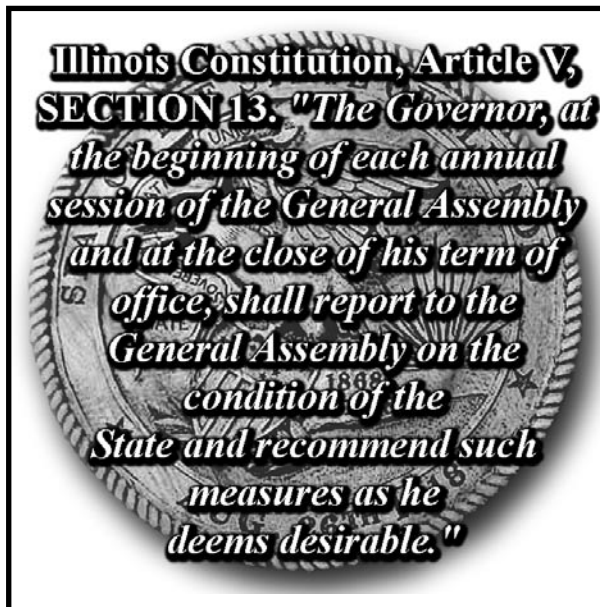 Illinois Constitution, Article V,
SECTION 13. "The Governor, at
the beginning of each annual
session of the General Assembly
and at the close of his term of
office, shall report to the
General Assembly on the
condition of the
State and recommend such
measures as he
deems desirable."
1868